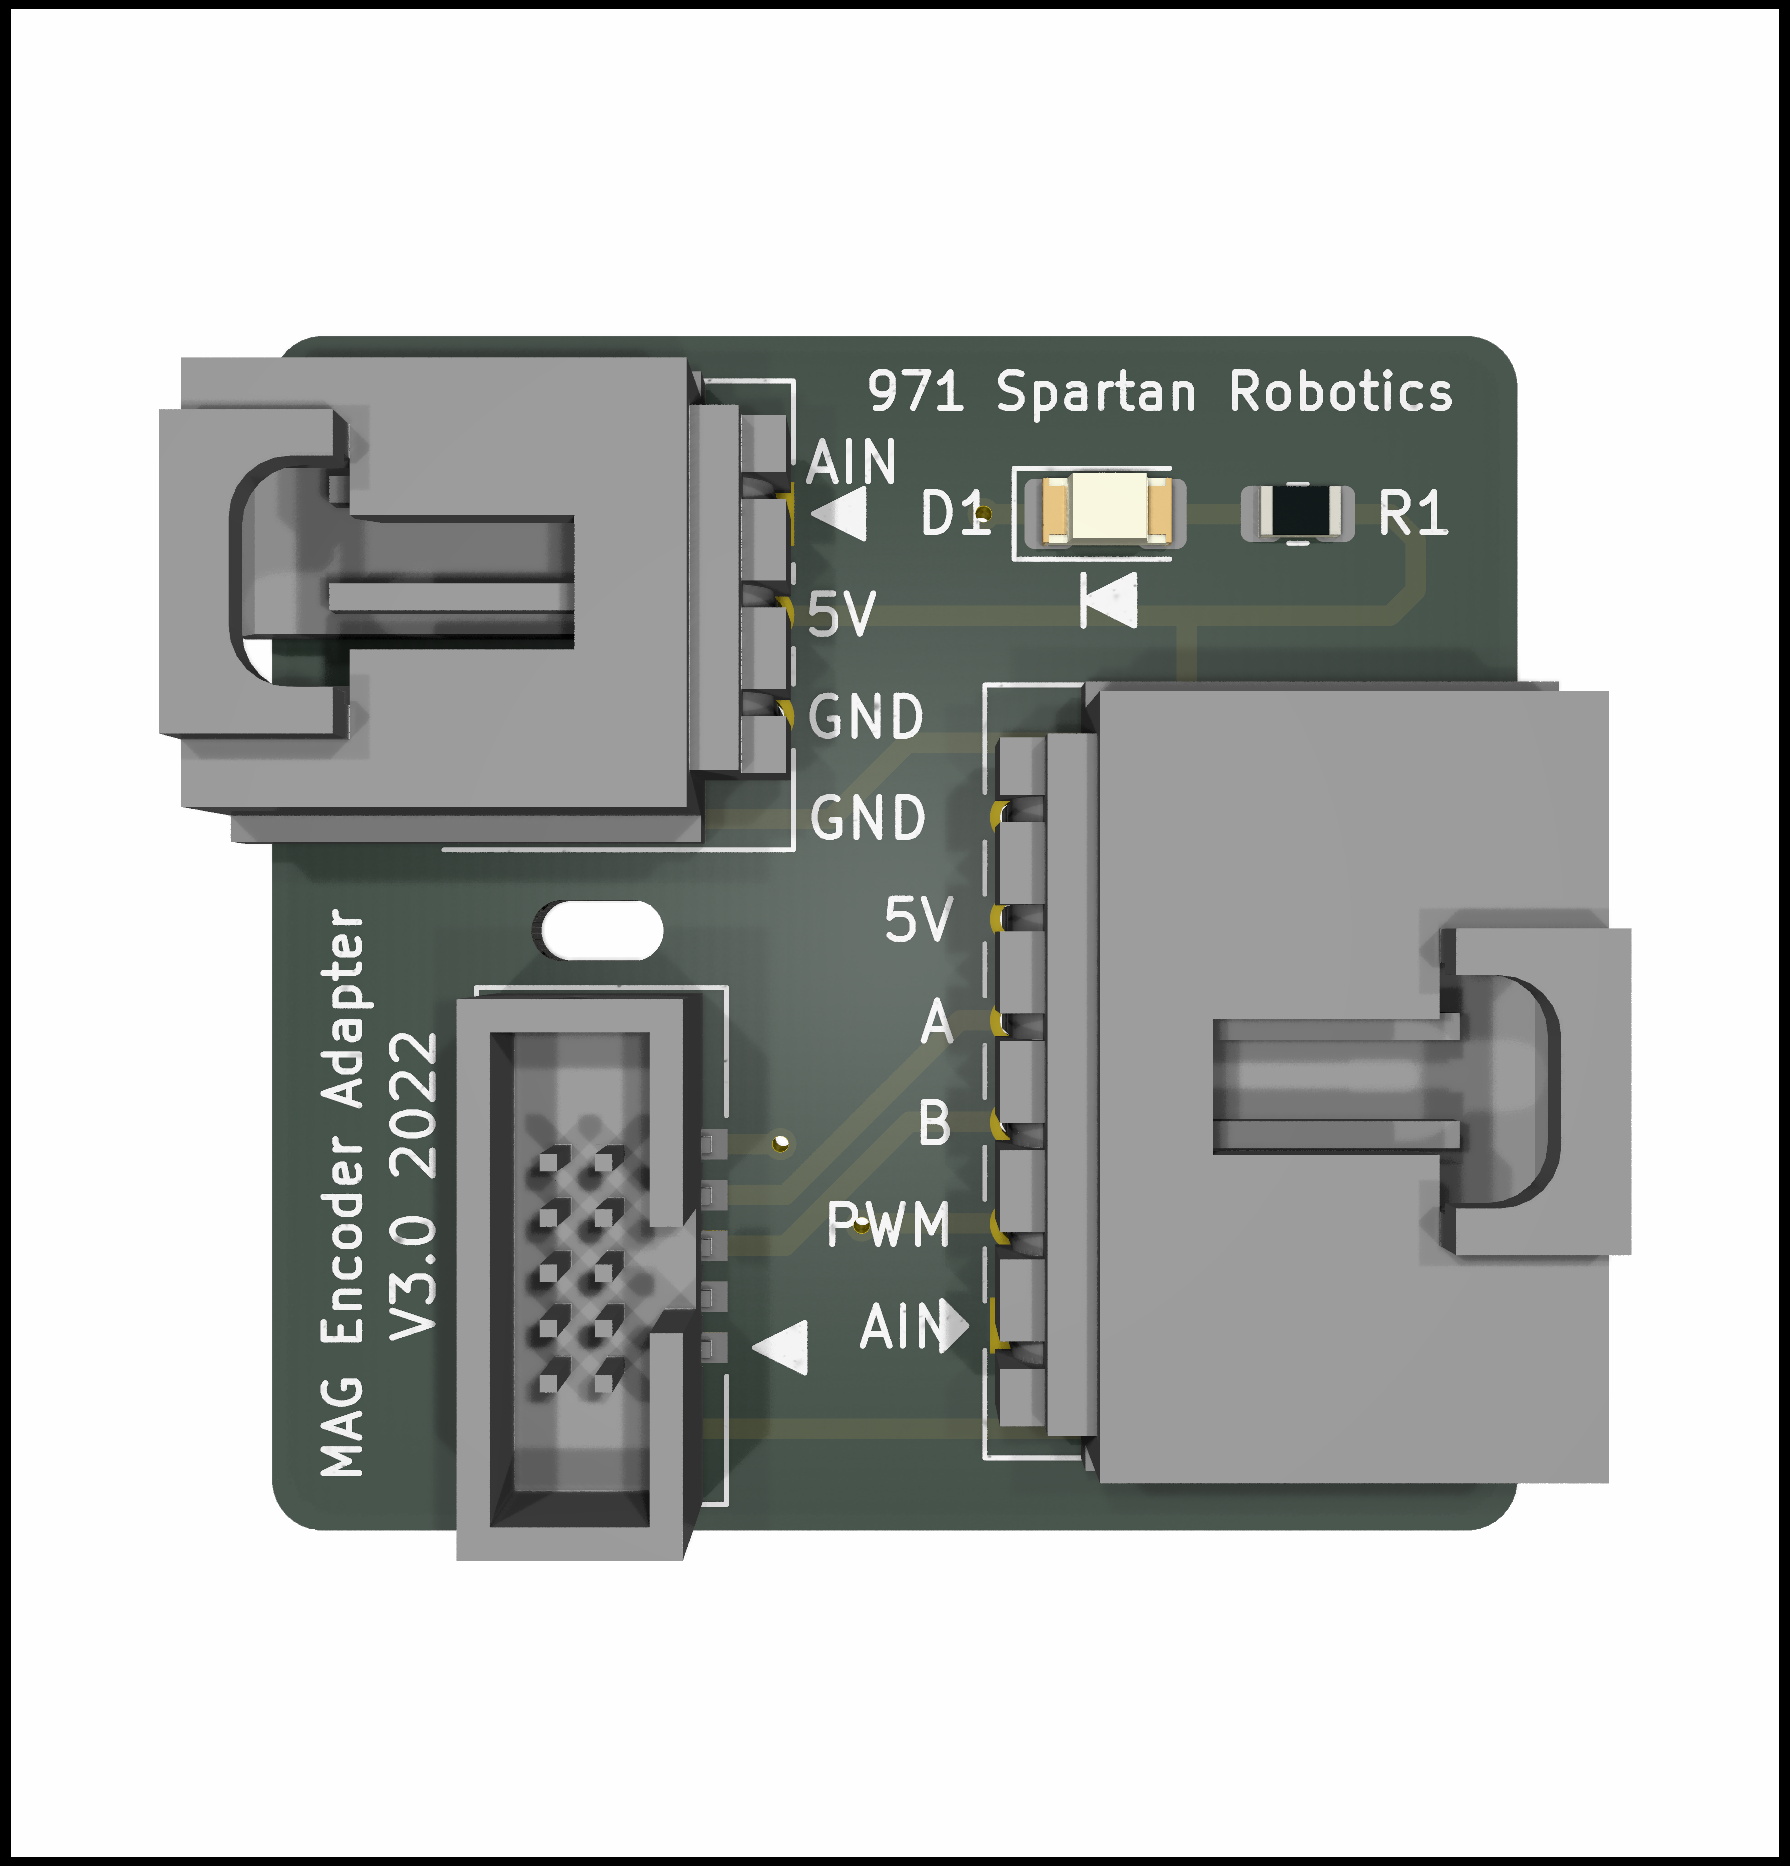 971 Spartan Robotics
AIN
D1
R1
5V
GND
GND
5V
A
B
PWM
AIN
MAG Encoder Adapter
V3.0 2022